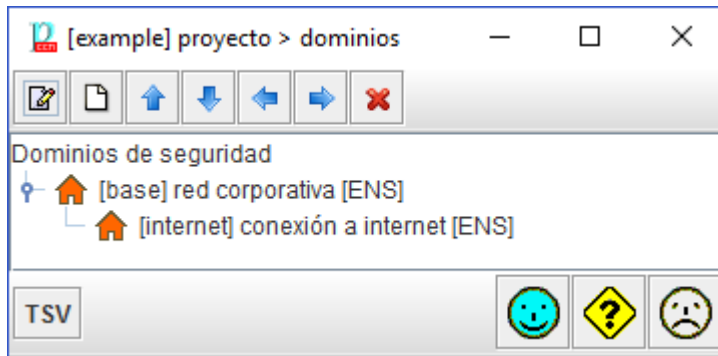 [example] proyecto > dominios
Dominios de seguridad
[base] red corporativa [ENS]
[internet] conexión a internet [ENS]
TSV
?